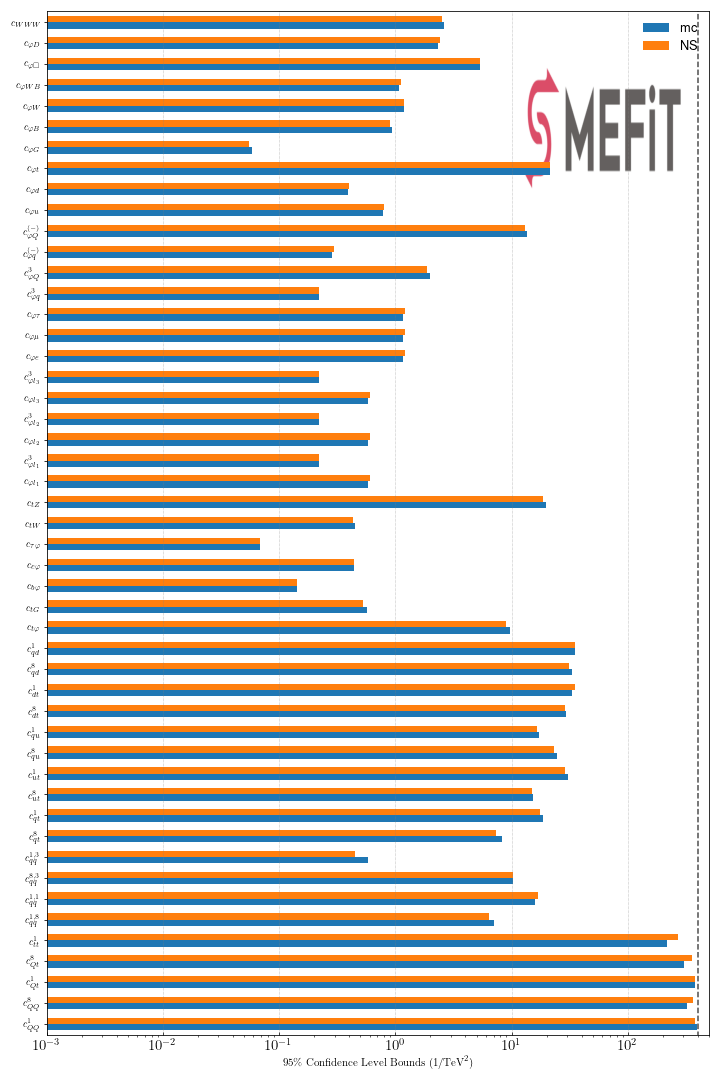 c_{WWW}
c_{φD}
c_{φ□}
c_{φWB}
c_{φW}
c_{φB}
c_{φG}
c_{φt}
c_{φd}
c_{φu}
c_{φQ}^{(−)}
c_{φq}^{(−)}
c_{φQ}^{3}
c_{φq}^{3}
c_{φτ}
c_{φμ}
c_{φe}
c_{φl_3}^{3}
c_{φl_3}
c_{φl_2}^{3}
c_{φl_2}
c_{φl_1}^{3}
c_{φl_1}
c_{tZ}
c_{tW}
c_{τφ}
c_{cφ}
c_{bφ}
c_{tG}
c_{tφ}
c_{qd}^{1}
c_{qd}^{8}
c_{dt}^{1}
c_{dt}^{8}
c_{qu}^{1}
c_{qu}^{8}
c_{ut}^{1}
c_{ut}^{8}
c_{qt}^{1}
c_{qt}^{8}
c_{qq}^{1,3}
c_{qq}^{8,3}
c_{qq}^{1,1}
c_{qq}^{1,8}
c_{tt}^{1}
c_{Qt}^{8}
c_{Qt}^{1}
c_{QQ}^{8}
c_{QQ}^{1}
mc
NS
SMEFiT
10^{−3} 10^{−2} 10^{−1} 10^{0} 10^{1} 10^{2}
95% Confidence Level Bounds (1/TeV^{2})